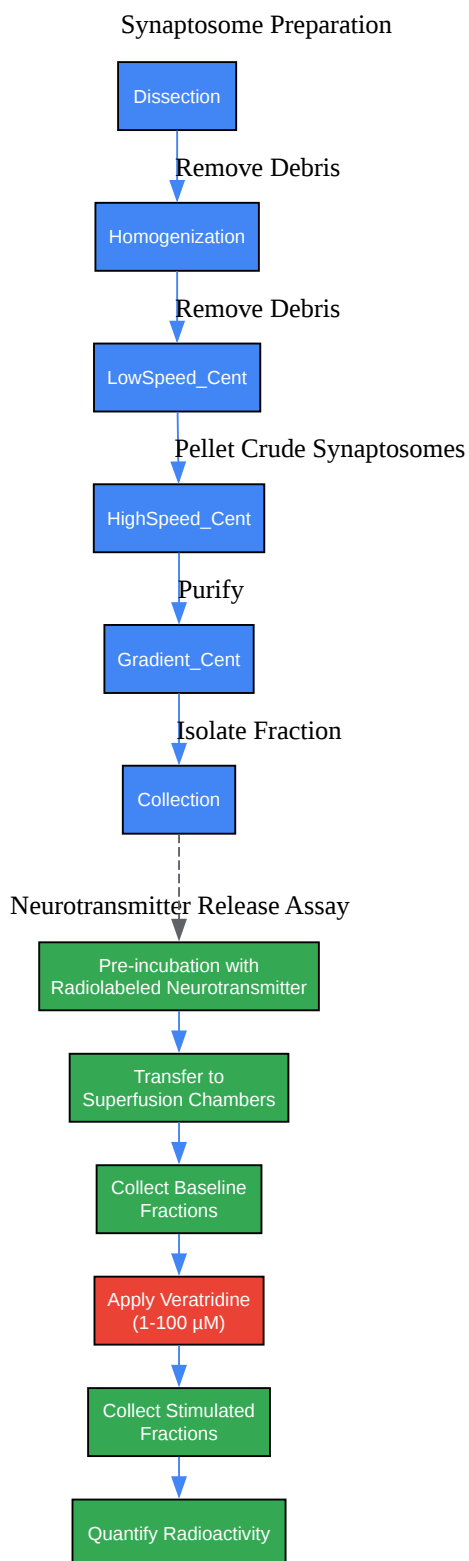 Synaptosome Preparation
Dissection
Remove Debris
Homogenization
Remove Debris
LowSpeed_Cent
Pellet Crude Synaptosomes
HighSpeed_Cent
Purify
Gradient_Cent
Isolate Fraction
Collection
Neurotransmitter Release Assay
Pre-incubation with
Radiolabeled Neurotransmitter
Transfer to
Superfusion Chambers
Collect Baseline
Fractions
Apply Veratridine
(1-100 µM)
Collect Stimulated
Fractions
Quantify Radioactivity